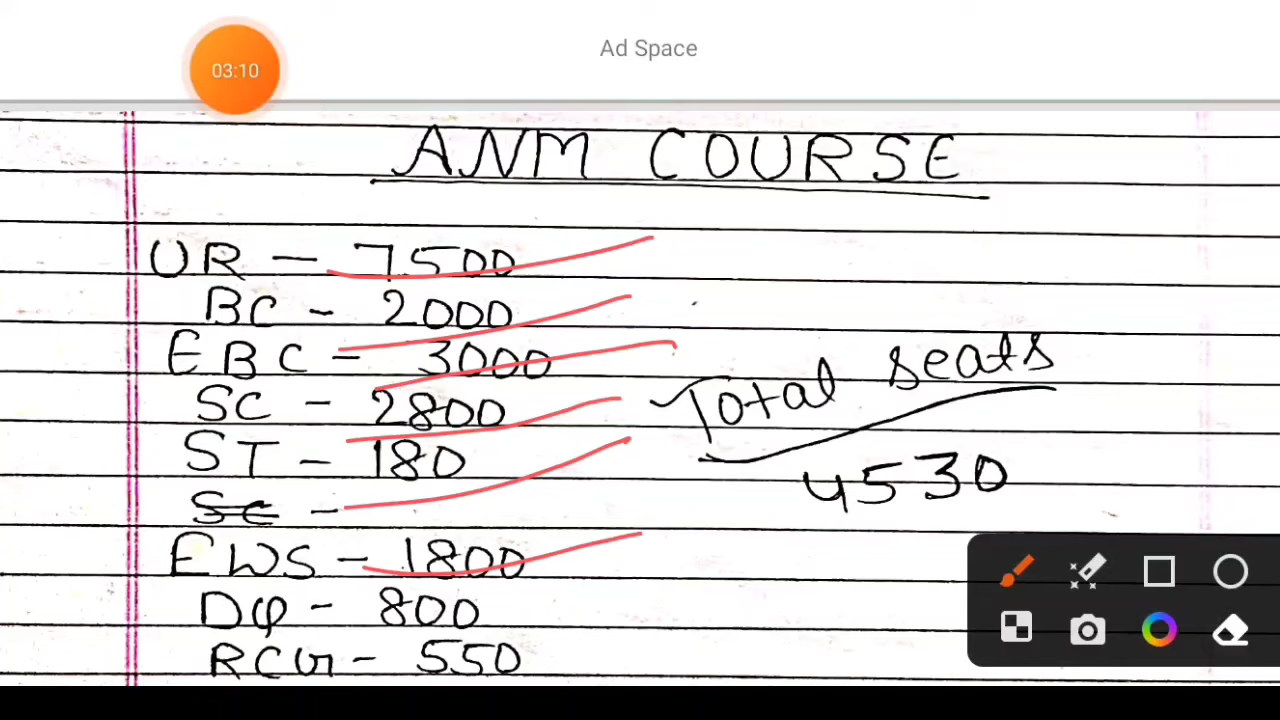 03:10
Ad Space
ANM COURSE
UR - 7500
BC - 2000
EBC - 3000
SC - 2800
ST - 180
SC -
EWS - 1800
DQ - 800
RCG - 550
Total seats
4530